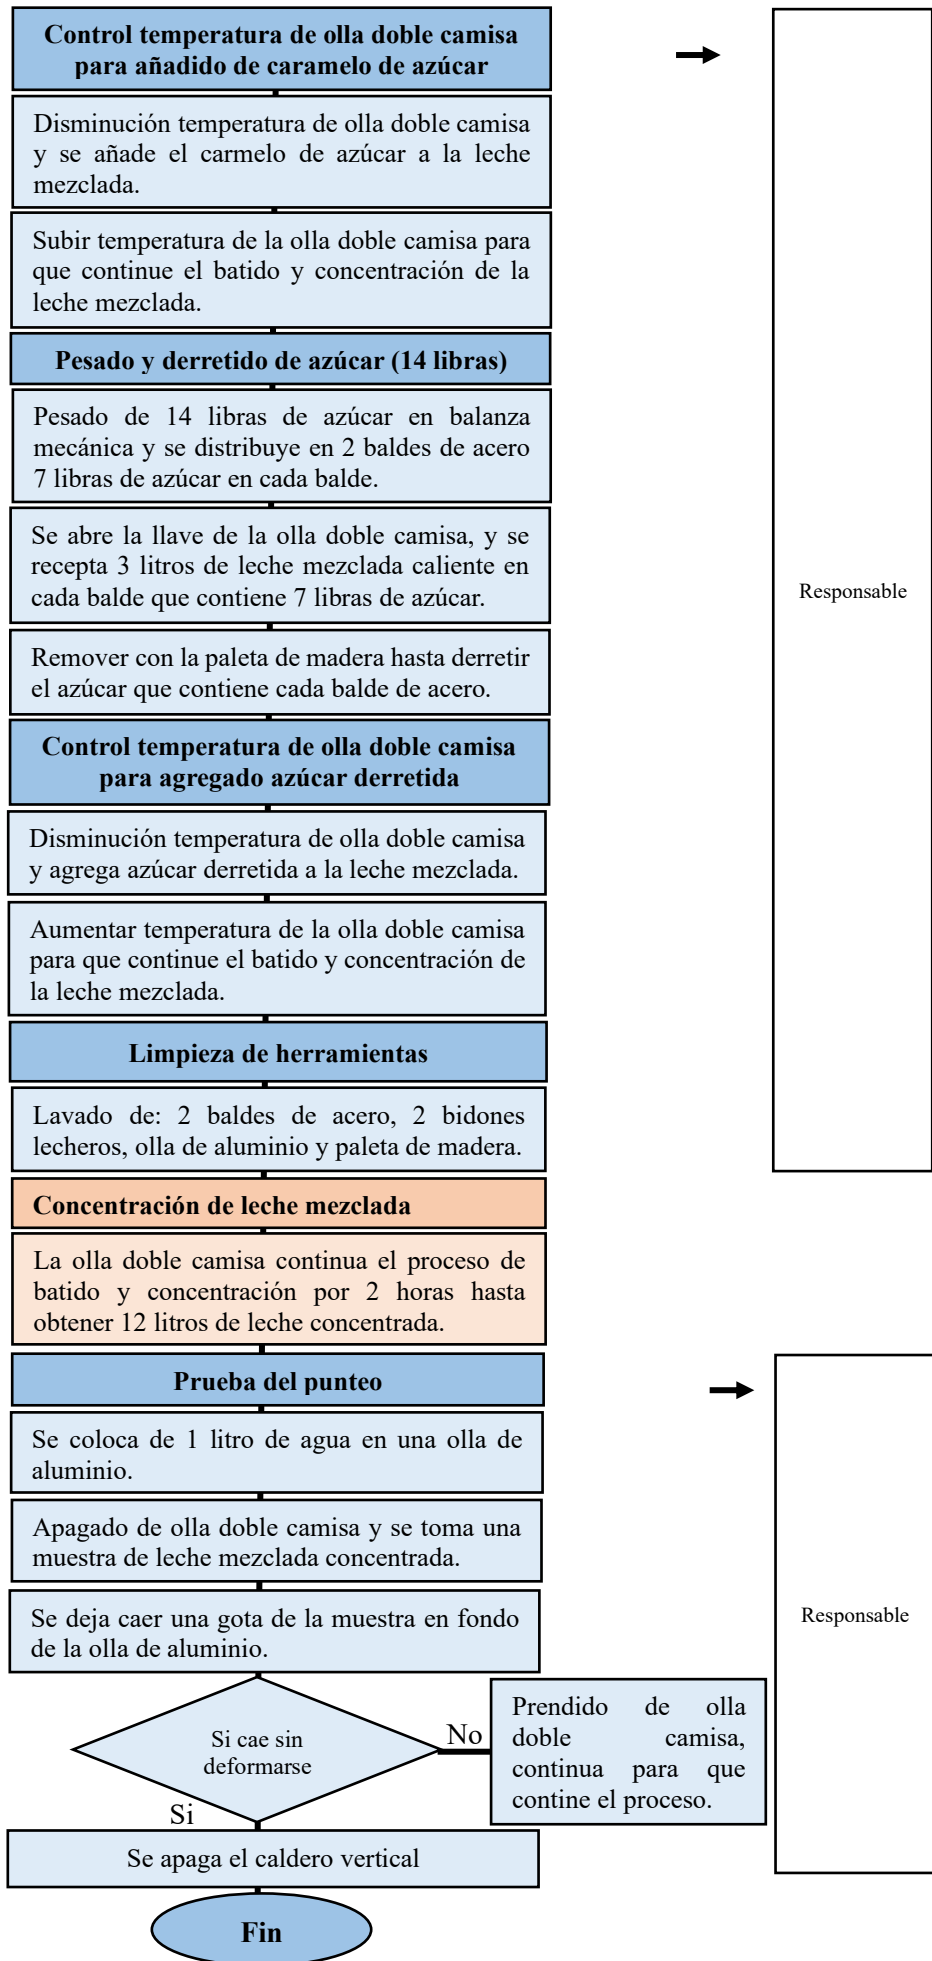 Control temperatura de olla doble camisa
para añadido de caramelo de azúcar
Disminución temperatura de olla doble camisa
y se añade el carmelo de azúcar a la leche
mezclada.
Subir temperatura de la olla doble camisa para
que continue el batido y concentración de la
leche mezclada.
Pesado y derretido de azúcar (14 libras)
Pesado de 14 libras de azúcar en balanza
mecánica y se distribuye en 2 baldes de acero
7 libras de azúcar en cada balde.
Se abre la llave de la olla doble camisa, y se
recepta 3 litros de leche mezclada caliente en
cada balde que contiene 7 libras de azúcar.
Responsable
Remover con la paleta de madera hasta derretir
el azúcar que contiene cada balde de acero.
Control temperatura de olla doble camisa
para agregado azúcar derretida
Disminución temperatura de olla doble camisa
y agrega azúcar derretida a la leche mezclada.
Aumentar temperatura de la olla doble camisa
para que continue el batido y concentración de
la leche mezclada.
Limpieza de herramientas
Lavado de: 2 baldes de acero, 2 bidones
lecheros, olla de aluminio y paleta de madera.
Concentración de leche mezclada
La olla doble camisa continua el proceso de
batido y concentración por 2 horas hasta
obtener 12 litros de leche concentrada.
Prueba del punteo
Se coloca de 1 litro de agua en una olla de
aluminio.
Apagado de olla doble camisa y se toma una
muestra de leche mezclada concentrada.
Se deja caer una gota de la muestra en fondo
de la olla de aluminio.
Responsable
Si cae sin
deformarse
No
Prendido de olla
doble camisa,
continua para que
contine el proceso.
Si
Se apaga el caldero vertical
Fin